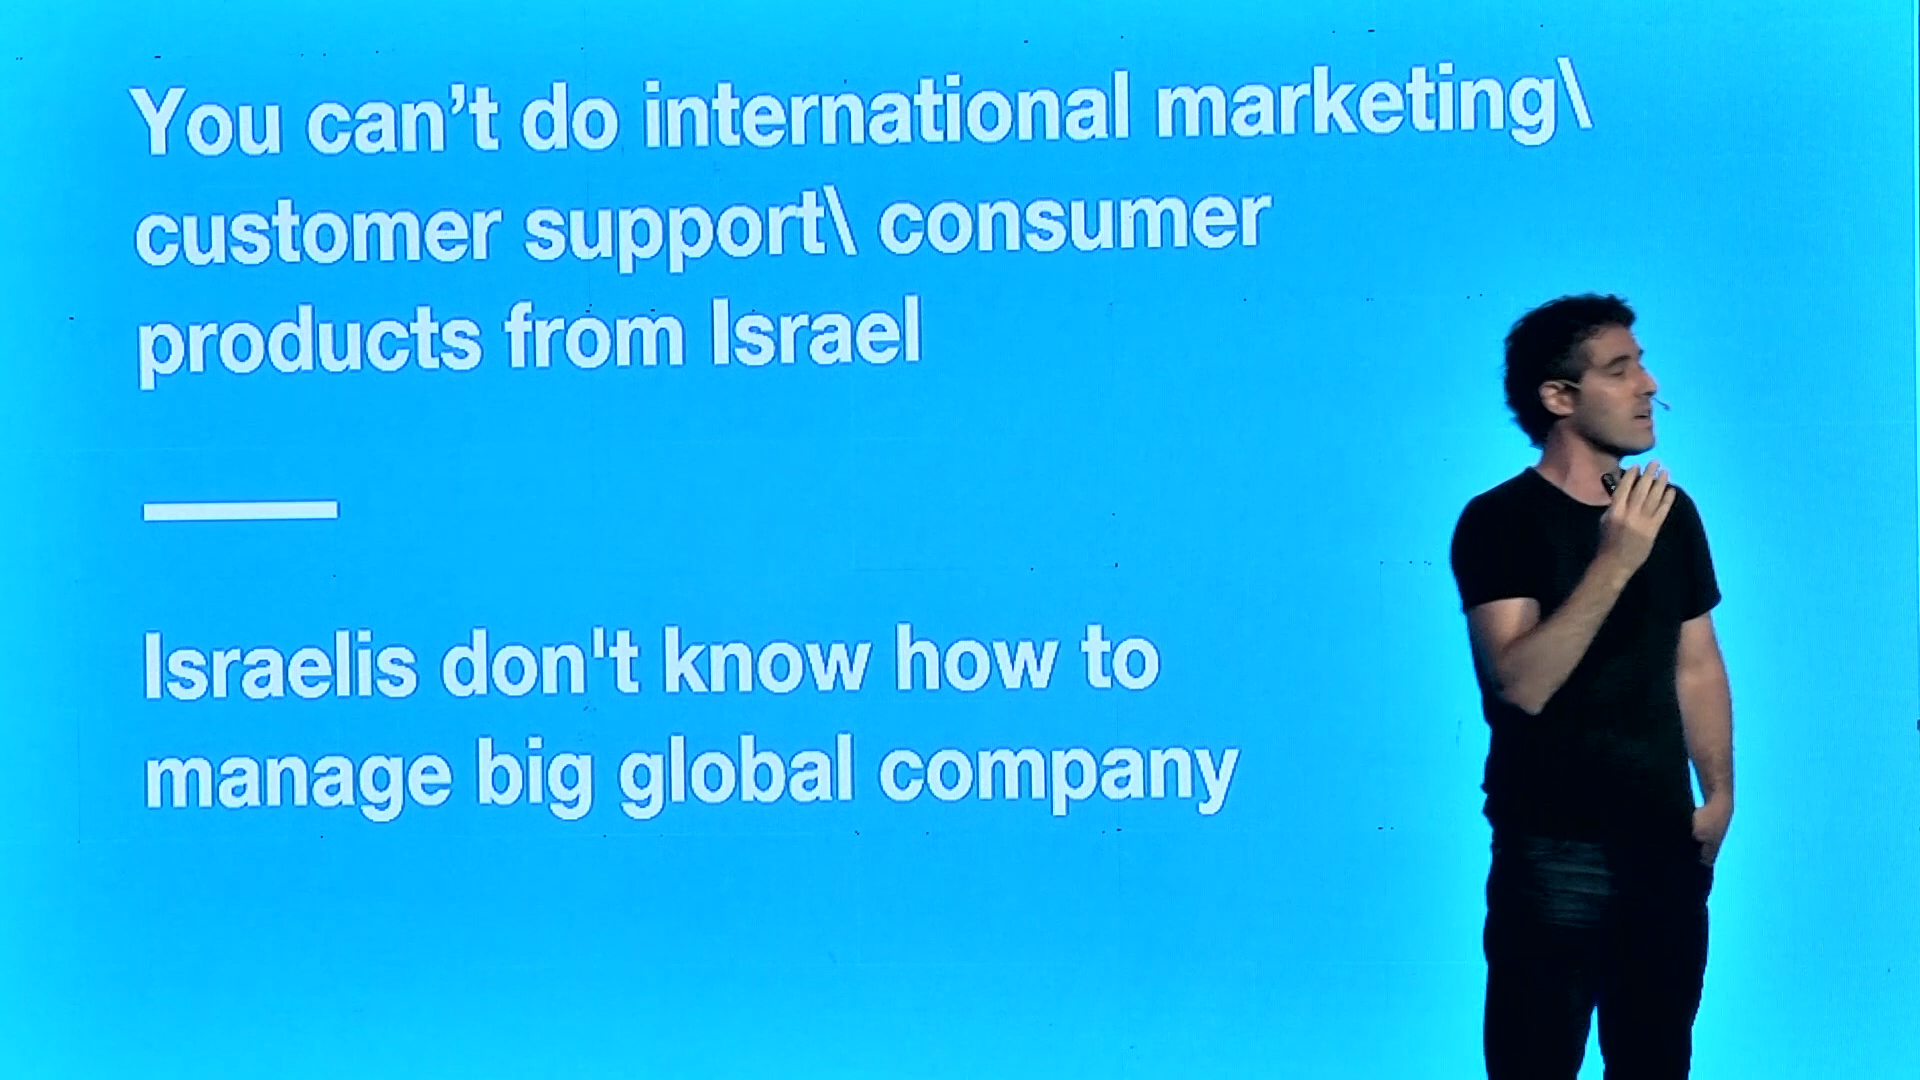 You can’t do international marketing\
customer support\ consumer
products from Israel
Israelis don't know how to
manage big global company